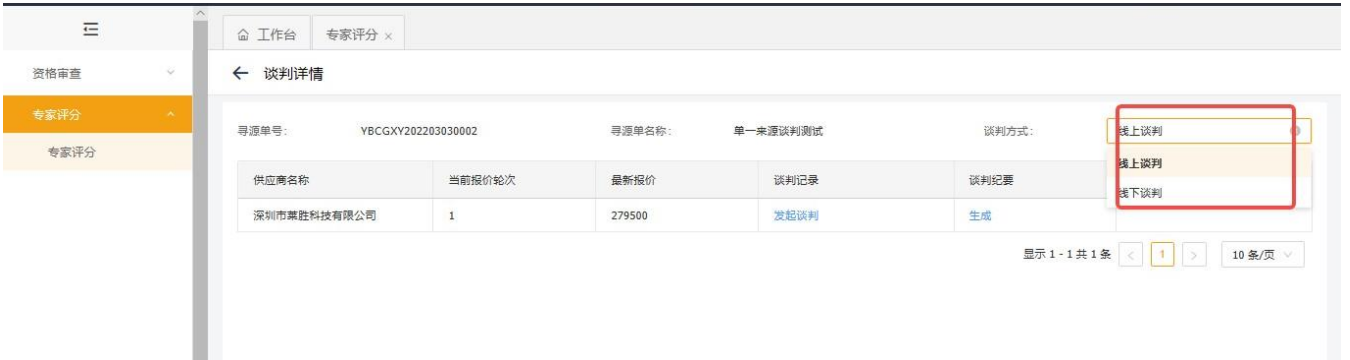 工作台 专家评分 ×
资格审查
谈判详情
专家评分
寻源单号: YBCGXY202203030002 寻源单名称: 单一来源谈判测试 谈判方式: 线上谈判
专家评分
线上谈判
供应商名称 当前报价轮次 最新报价 谈判记录 谈判纪要
线下谈判
深圳市莱胜科技有限公司 1 279500 发起谈判 生成
显示 1 - 1 共 1 条 < 1 > 10 条/页